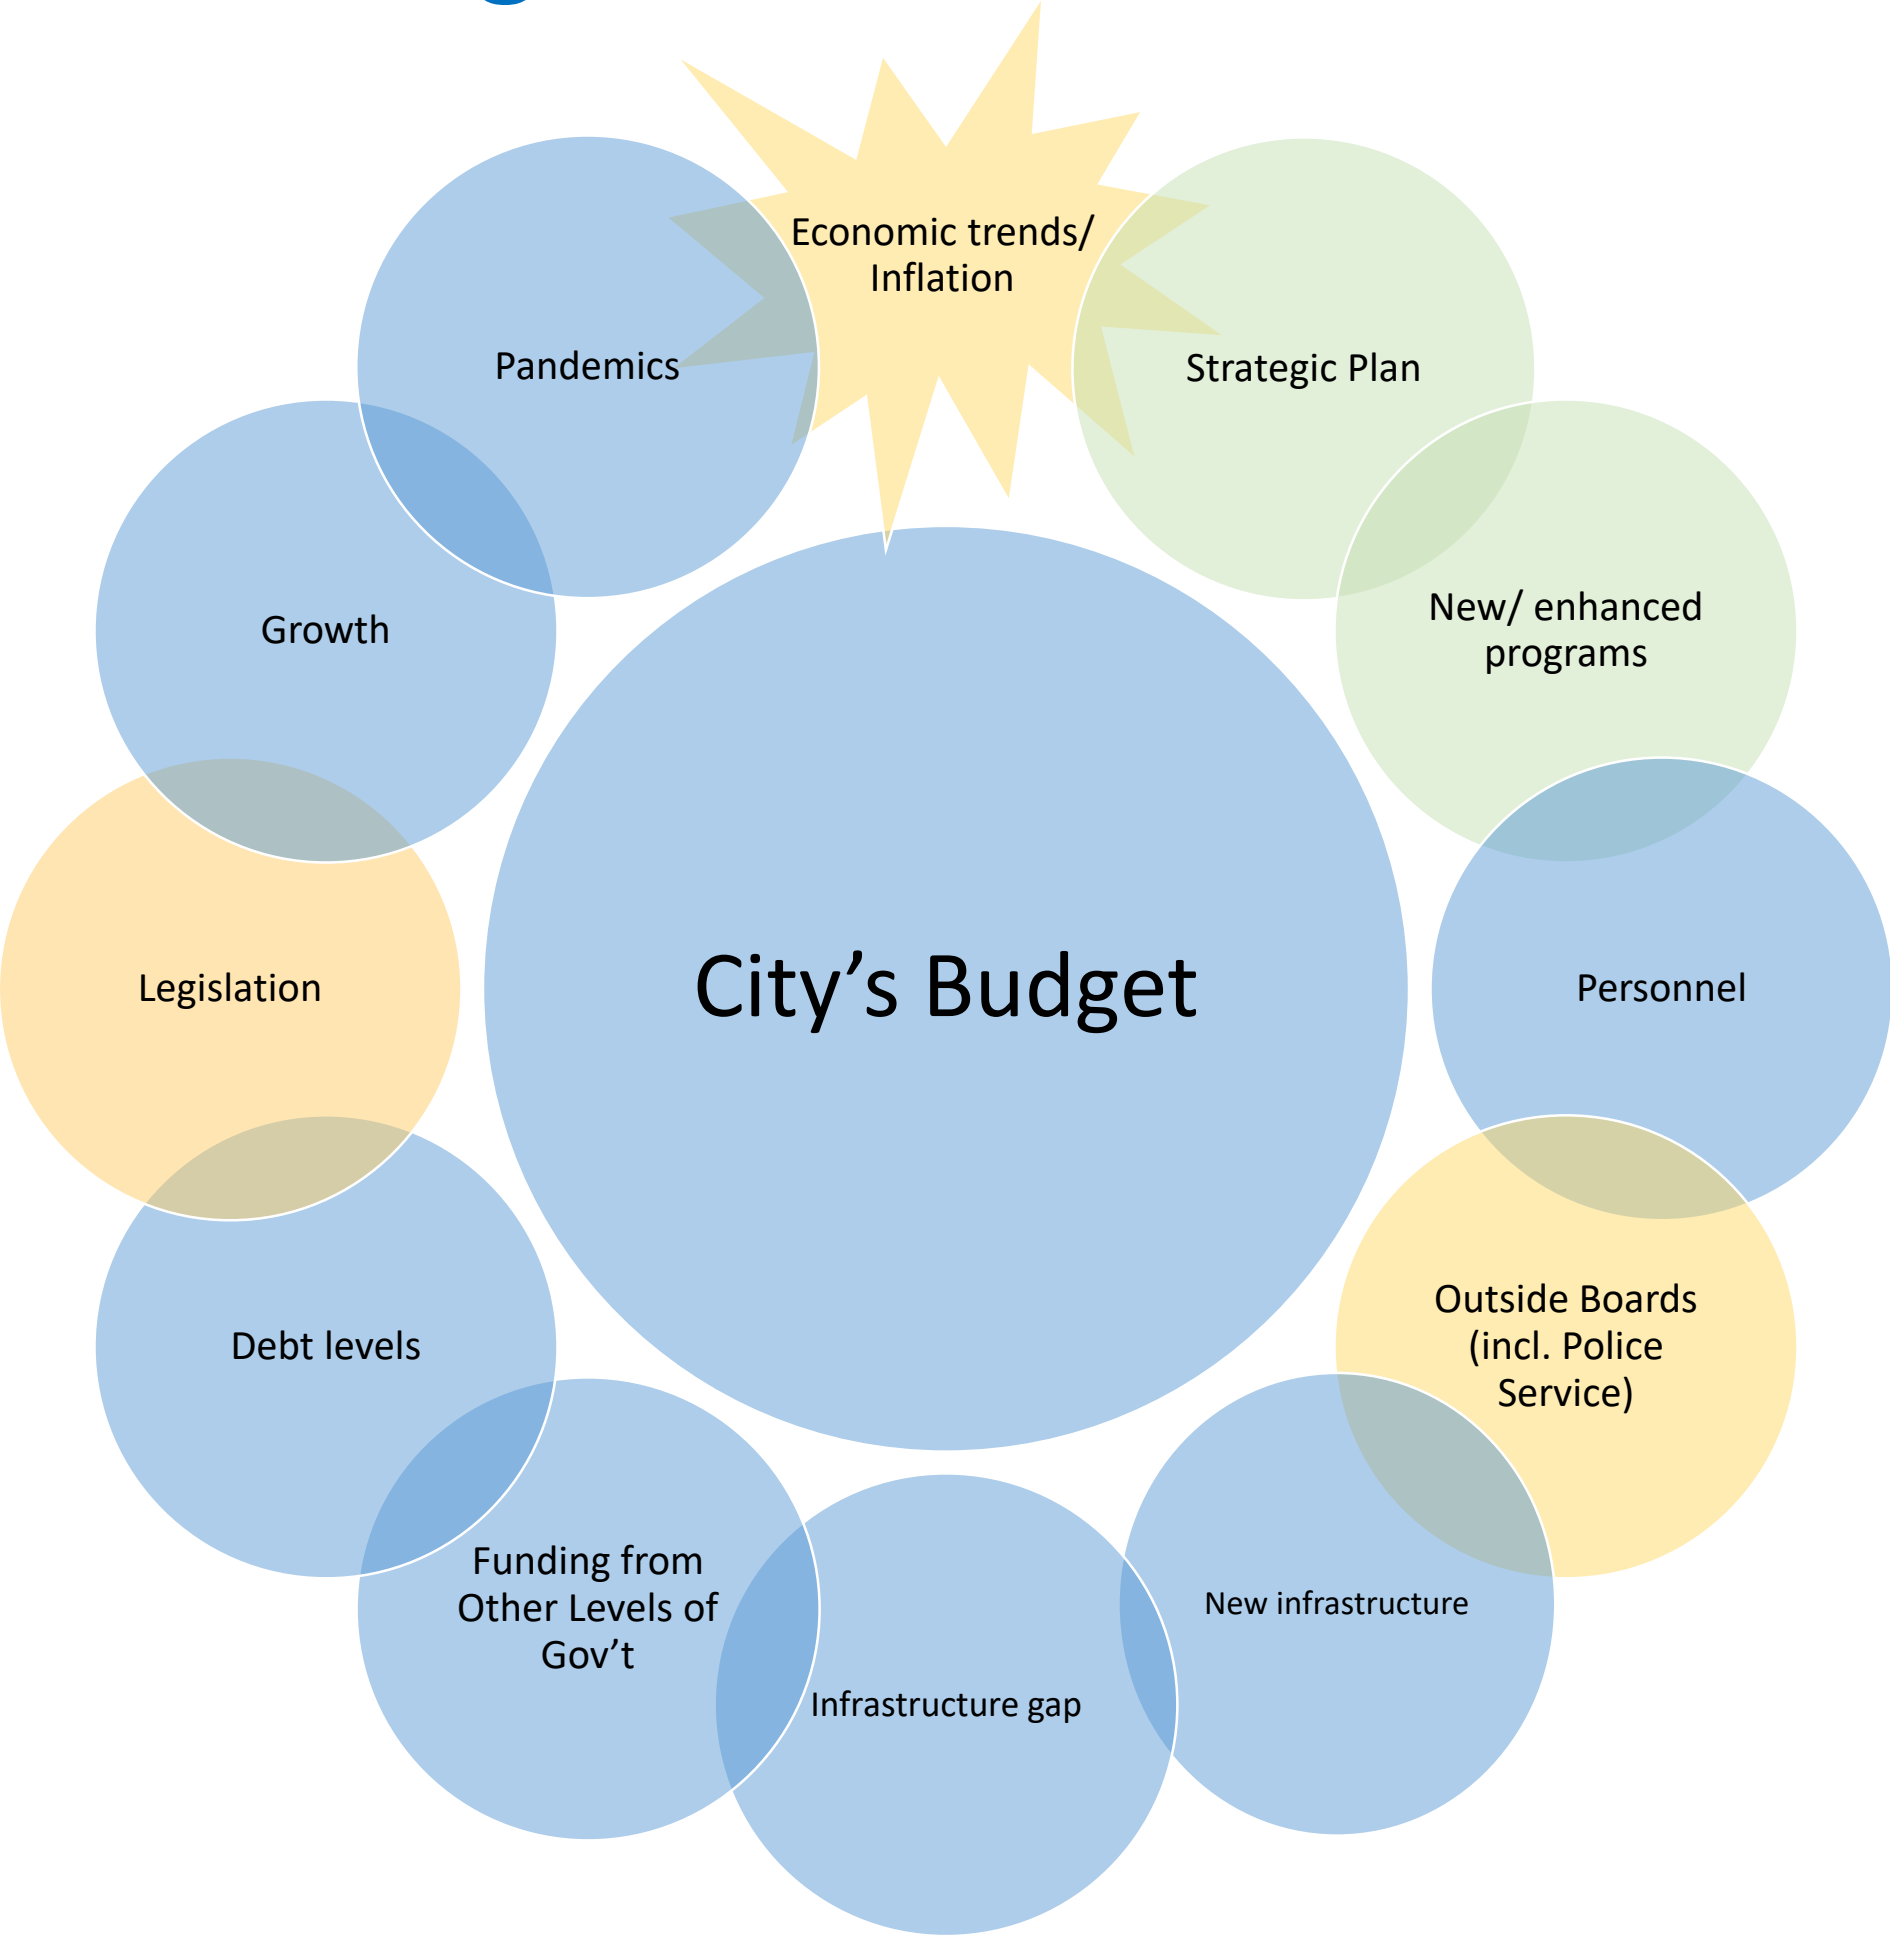 Economic trends/
Inflation
Strategic Plan
New/ enhanced
programs
Personnel
Outside Boards
(incl. Police
Service)
New infrastructure
Infrastructure gap
Funding from
Other Levels of
Gov’t
Debt levels
Legislation
Growth
Pandemics
City’s Budget